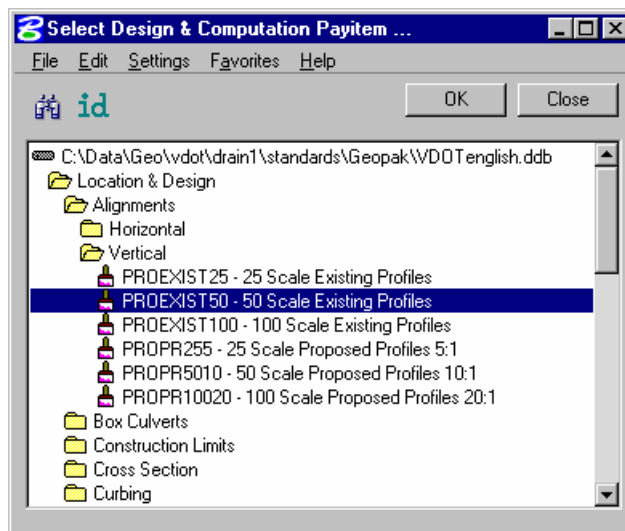 Select Design & Computation Payitem ...
File Edit Settings Favorites Help
id OK Close
C:\Data\Geo\vdot\drain1\standards\Geopak\VDOTenglish.ddb
Location & Design
Alignments
Horizontal
Vertical
PROEXIST25 - 25 Scale Existing Profiles
PROEXIST50 - 50 Scale Existing Profiles
PROEXIST100 - 100 Scale Existing Profiles
PROPR255 - 25 Scale Proposed Profiles 5:1
PROPR5010 - 50 Scale Proposed Profiles 10:1
PROPR10020 - 100 Scale Proposed Profiles 20:1
Box Culverts
Construction Limits
Cross Section
Curbing